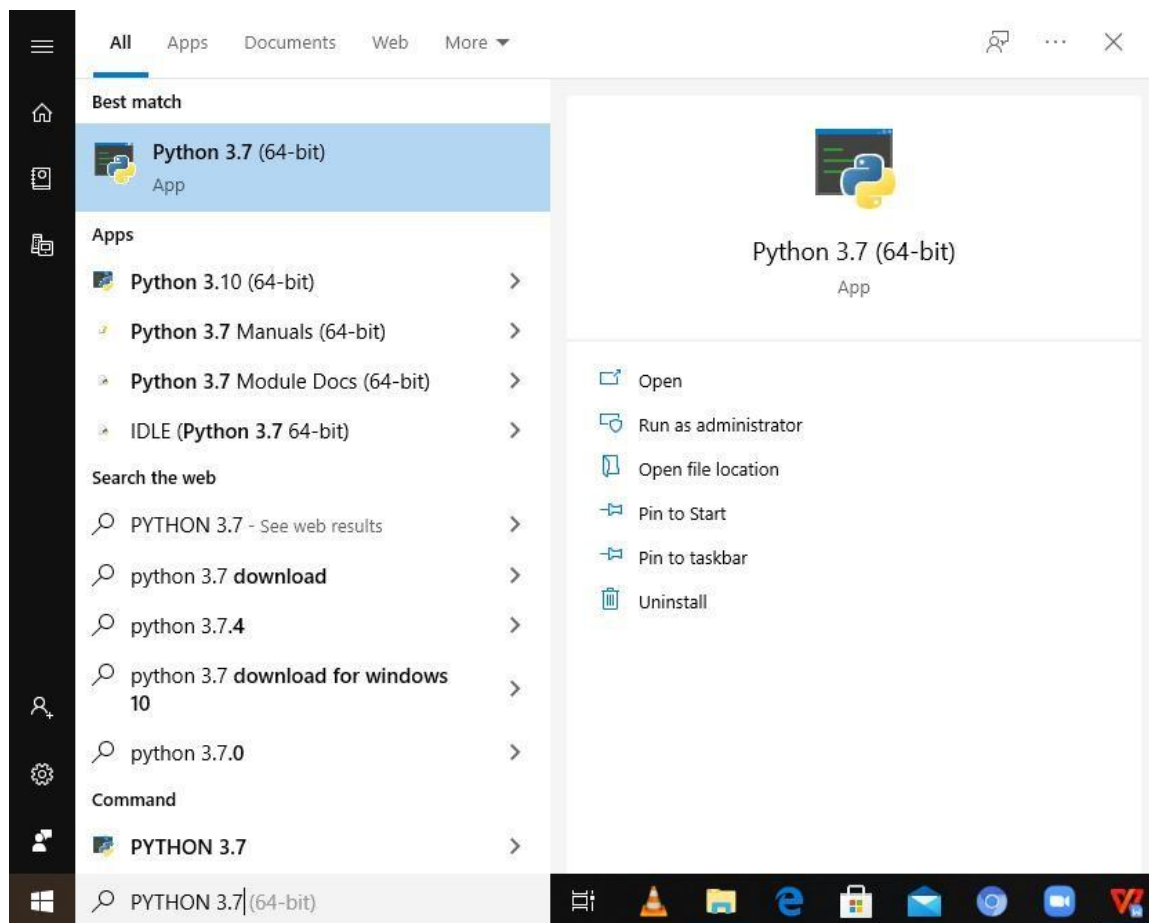 All Apps Documents Web More
Best match
Python 3.7 (64-bit)
App
Apps
Python 3.10 (64-bit)
Python 3.7 Manuals (64-bit)
Python 3.7 Module Docs (64-bit)
IDLE (Python 3.7 64-bit)
Search the web
PYTHON 3.7 - See web results
python 3.7 download
python 3.7.4
python 3.7 download for windows
10
python 3.7.0
Command
PYTHON 3.7
PYTHON 3.7 (64-bit)
Python 3.7 (64-bit)
App
Open
Run as administrator
Open file location
Pin to Start
Pin to taskbar
Uninstall